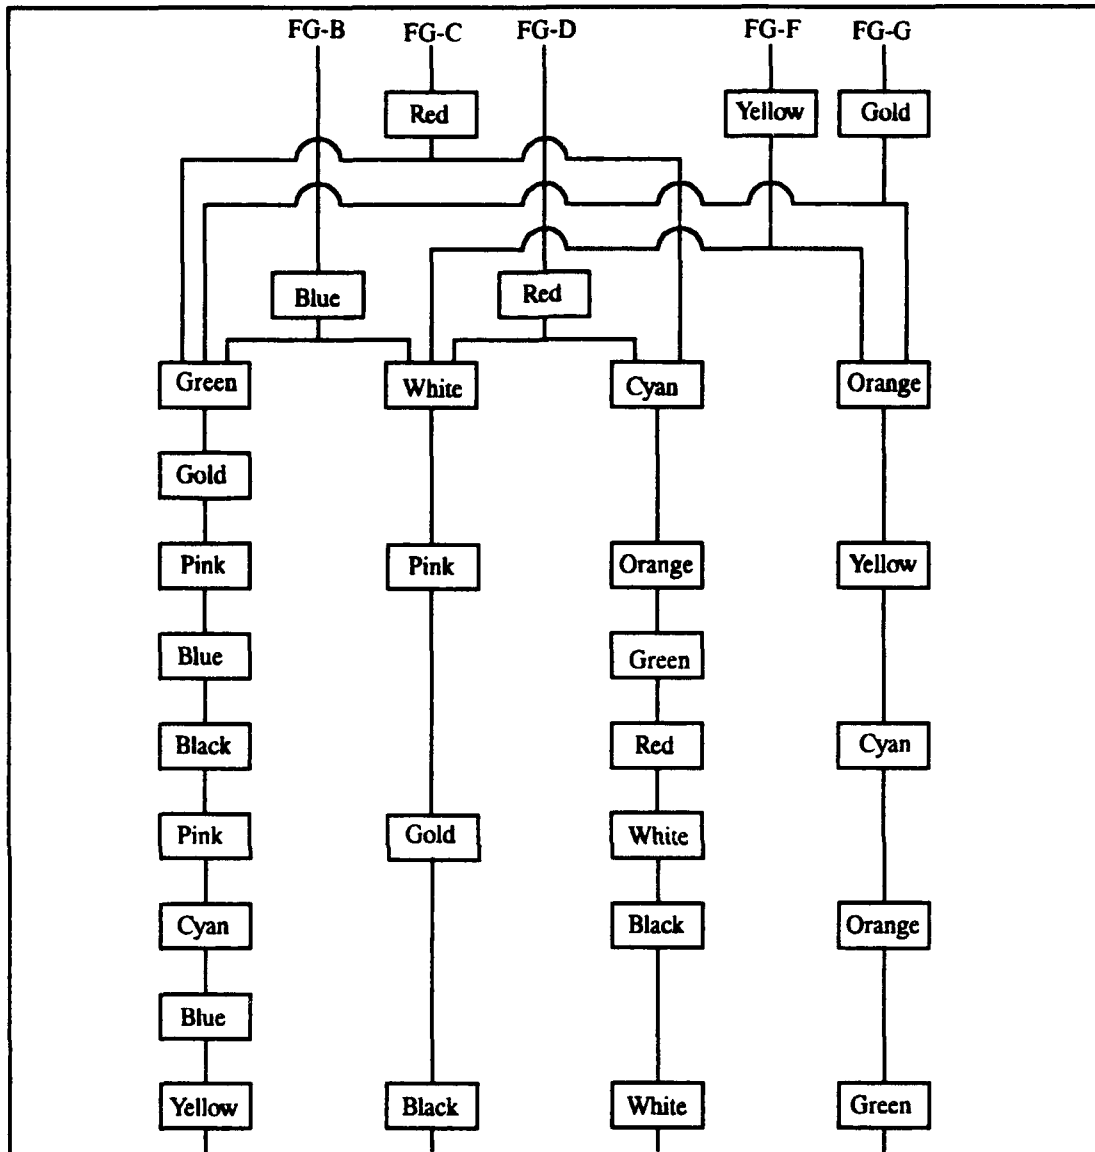 FG-B FG-C FG-D FG-F FG-G
Red Yellow Gold
Blue Red
Green White Cyan Orange
Gold
Pink Pink Orange Yellow
Blue Green
Black Red Cyan
Pink Gold White
Cyan Black Orange
Blue
Yellow Black White Green